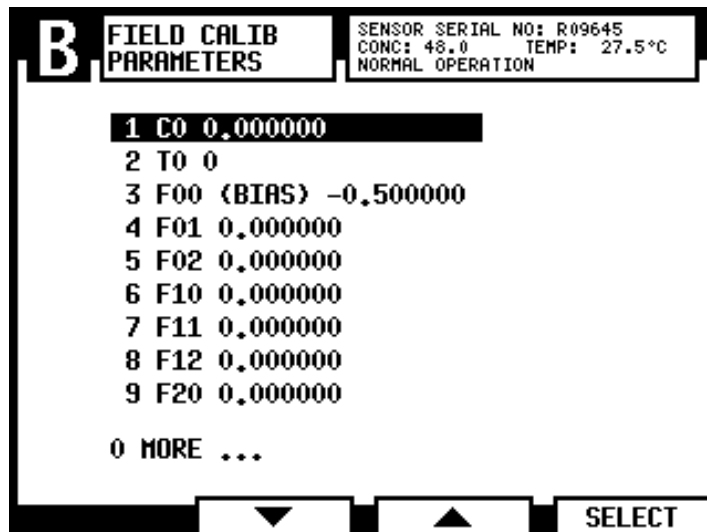 B
FIELD CALIB
PARAMETERS
SENSOR SERIAL NO: R09645
CONC: 48.0 TEMP: 27.5°C
NORMAL OPERATION
1 C0 0.000000
2 T0 0
3 F00 (BIAS) -0.500000
4 F01 0.000000
5 F02 0.000000
6 F10 0.000000
7 F11 0.000000
8 F12 0.000000
9 F20 0.000000
0 MORE ...
SELECT